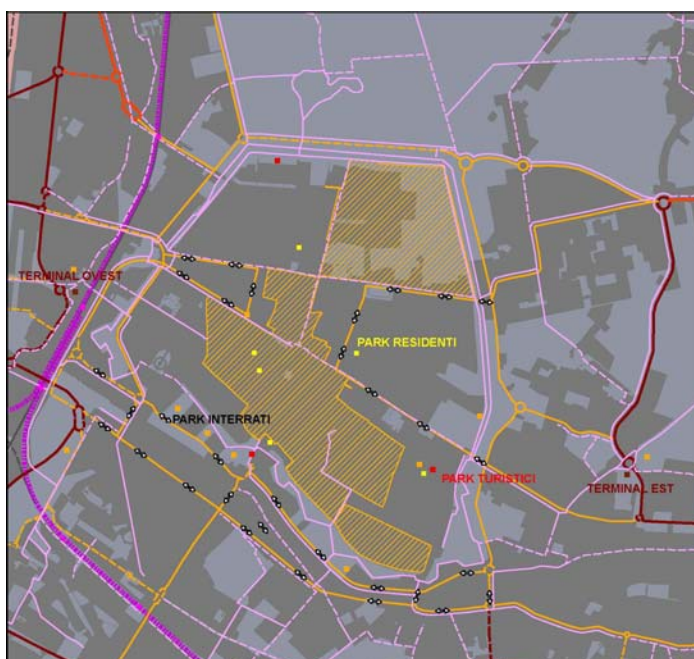 TERMINAL OVEST
PARK RESIDENTI
PARK INTERRATI
PARK TURISTICI
TERMINAL EST